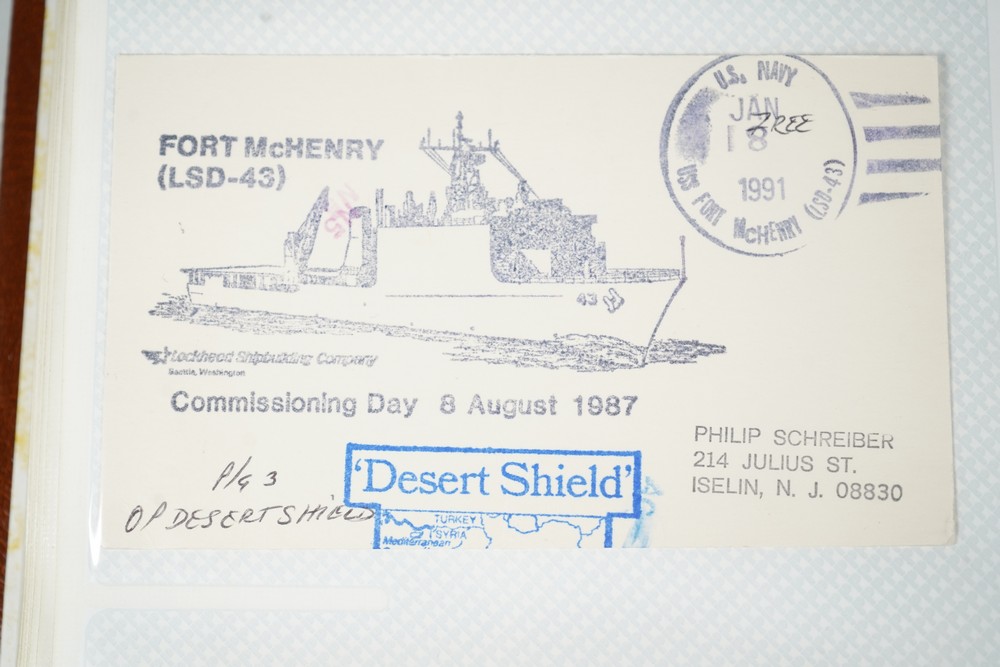 FORT McHENRY
(LSD-43)
U.S. NAVY
JAN
FREE
18
1991
USS FORT McHENRY (LSD-43)
43
Lockheed Shipbuilding Company
Seattle, Washington
Commissioning Day 8 August 1987
PHILIP SCHREIBER
214 JULIUS ST.
ISELIN, N. J. 08830
'Desert Shield'
TURKEY
SYRIA
Mediterranean
OP DESERT SHIELD